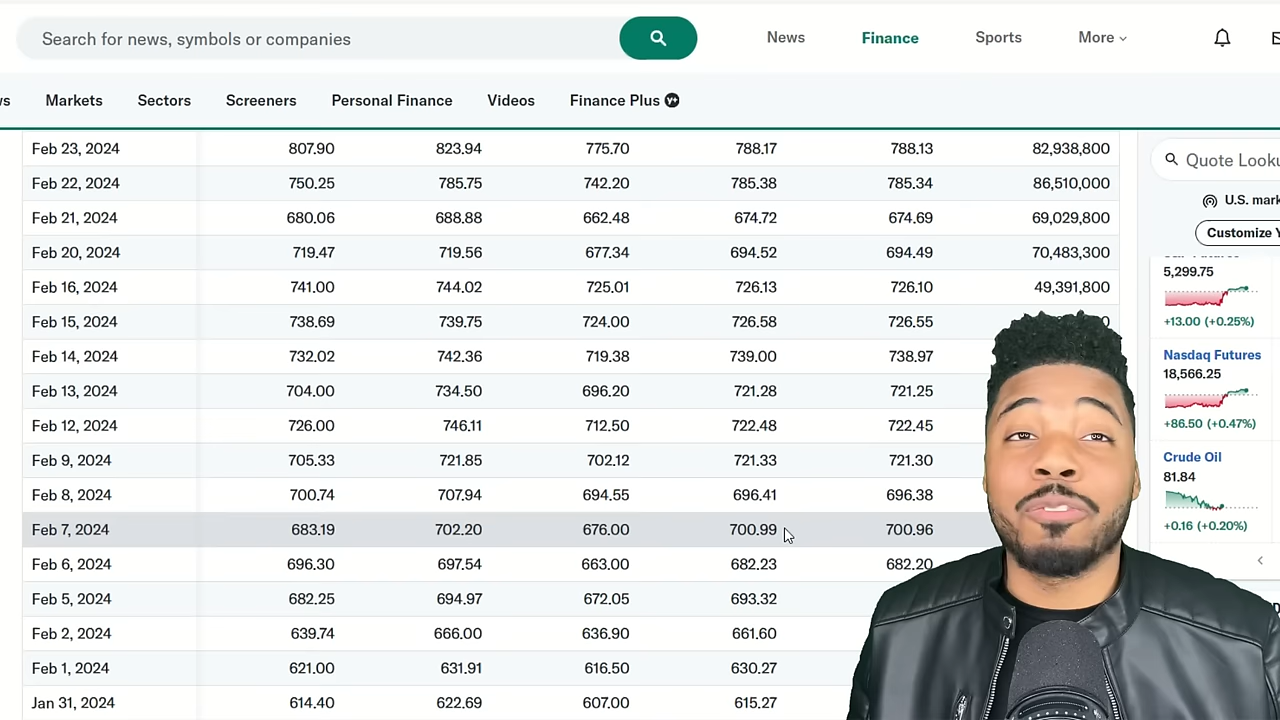 Search for news, symbols or companies News Finance Sports More
Markets Sectors Screeners Personal Finance Videos Finance Plus
Feb 23, 2024 807.90 823.94 775.70 788.17 788.13 82,938,800
Feb 22, 2024 750.25 785.75 742.20 785.38 785.34 86,510,000
Feb 21, 2024 680.06 688.88 662.48 674.72 674.69 69,029,800
Feb 20, 2024 719.47 719.56 677.34 694.52 694.49 70,483,300
Feb 16, 2024 741.00 744.02 725.01 726.13 726.10 49,391,800
Feb 15, 2024 738.69 739.75 724.00 726.58 726.55
Feb 14, 2024 732.02 742.36 719.38 739.00 738.97
Feb 13, 2024 704.00 734.50 696.20 721.28 721.25
Feb 12, 2024 726.00 746.11 712.50 722.48 722.45
Feb 9, 2024 705.33 721.85 702.12 721.33 721.30
Feb 8, 2024 700.74 707.94 694.55 696.41 696.38
Feb 7, 2024 683.19 702.20 676.00 700.99 700.96
Feb 6, 2024 696.30 697.54 663.00 682.23 682.20
Feb 5, 2024 682.25 694.97 672.05 693.32
Feb 2, 2024 639.74 666.00 636.90 661.60
Feb 1, 2024 621.00 631.91 616.50 630.27
Jan 31, 2024 614.40 622.69 607.00 615.27
Quote
U.S.
Customize
5,299.75
+13.00 (+0.25%)
Nasdaq Futures
18,566.25
+86.50 (+0.47%)
Crude Oil
81.84
+0.16 (+0.20%)